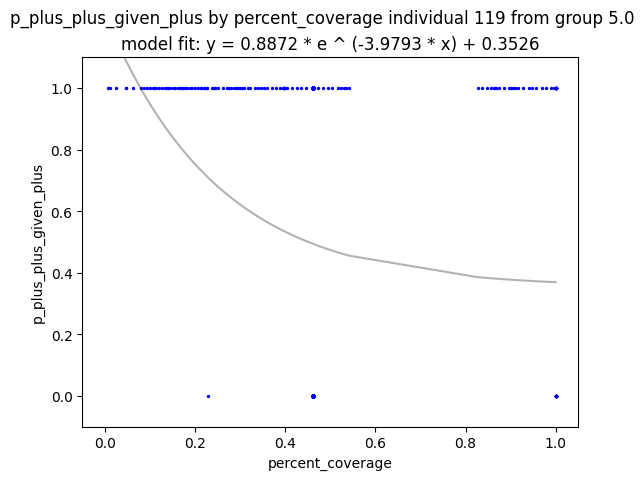 p_plus_plus_given_plus by percent_coverage individual 119 from group 5.0
model fit: y = 0.8872 * e ^ (-3.9793 * x) + 0.3526
1.0
0.8
0.6
0.4
0.2
0.0
p_plus_plus_given_plus
0.0 0.2 0.4 0.6 0.8 1.0
percent_coverage